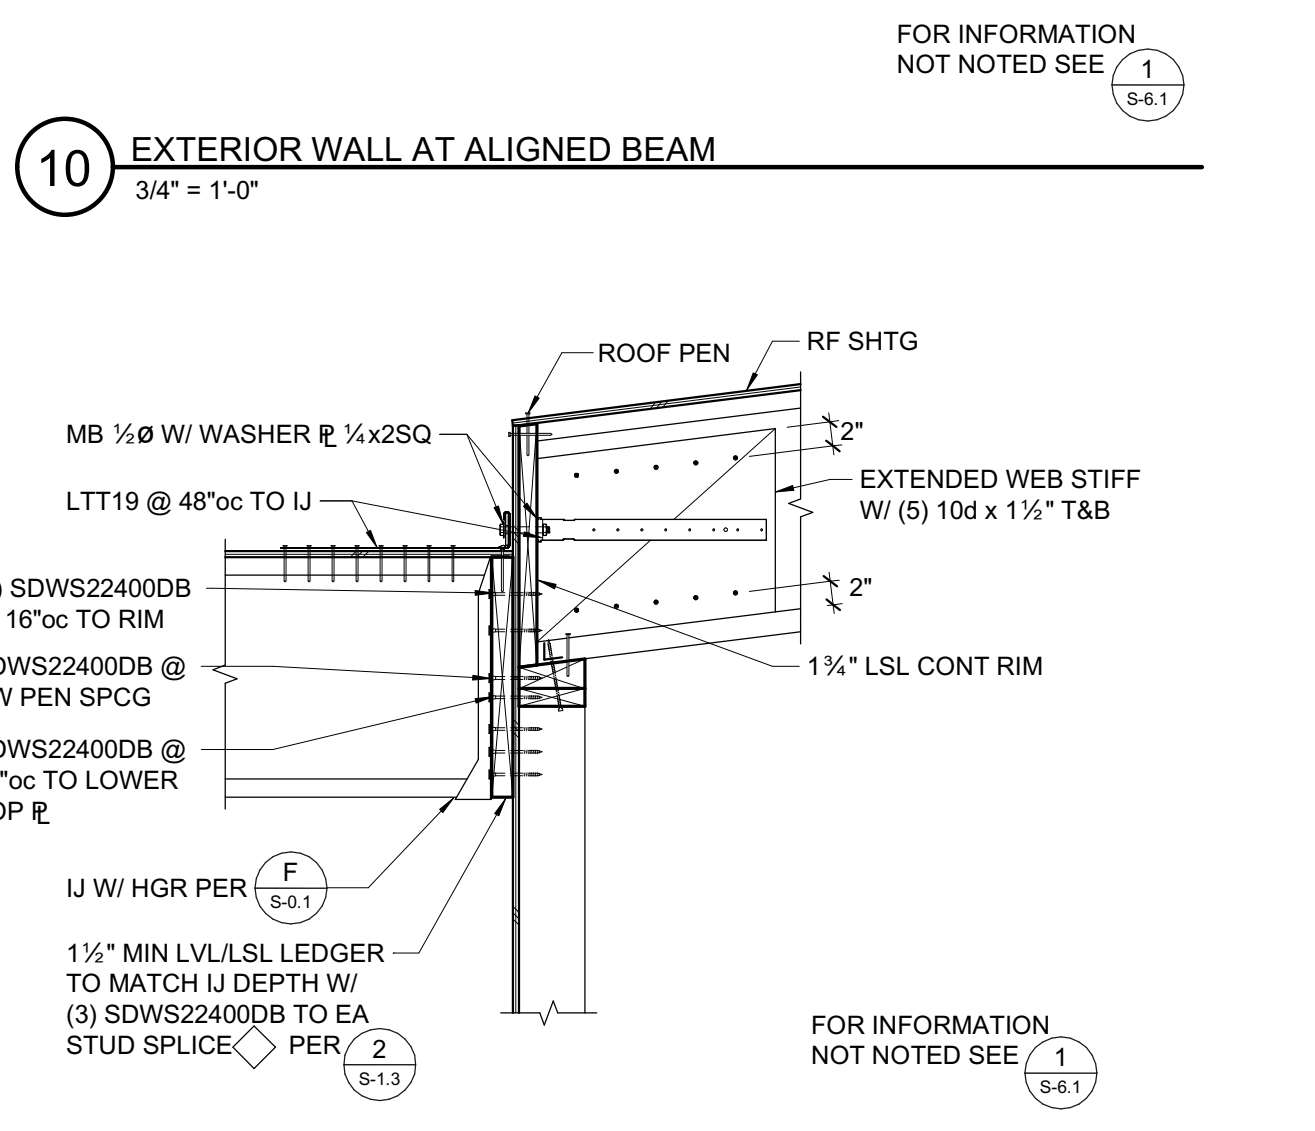 FOR INFORMATION
NOT NOTED SEE
1
S-6.1
10
EXTERIOR WALL AT ALIGNED BEAM
3/4" = 1'-0"
ROOF PEN
RF SHTG
MB ½ø W/ WASHER ⅊ ¼x2SQ
2"
LTT19 @ 48"oc TO IJ
EXTENDED WEB STIFF
W/ (5) 10d x 1½" T&B
) SDWS22400DB
16"oc TO RIM
2"
DWS22400DB @
W PEN SPCG
1¾" LSL CONT RIM
DWS22400DB @
"oc TO LOWER
OP ⅊
IJ W/ HGR PER
F
S-0.1
1½" MIN LVL/LSL LEDGER
TO MATCH IJ DEPTH W/
(3) SDWS22400DB TO EA
STUD SPLICE PER
2
S-1.3
FOR INFORMATION
NOT NOTED SEE
1
S-6.1